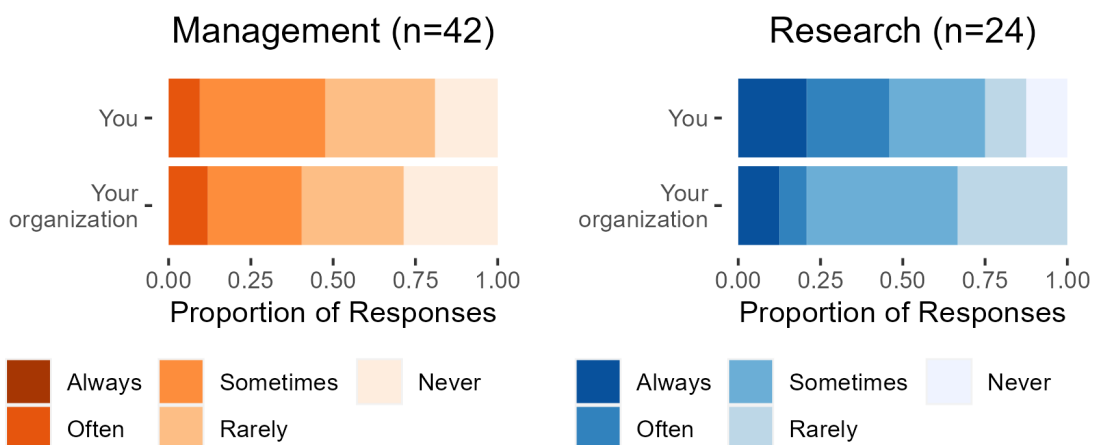 Management (n=42)
You
Your
organization
0.00 0.25 0.50 0.75 1.00
Proportion of Responses
Always Sometimes Never
Often Rarely
Research (n=24)
You
Your
organization
0.00 0.25 0.50 0.75 1.00
Proportion of Responses
Always Sometimes Never
Often Rarely